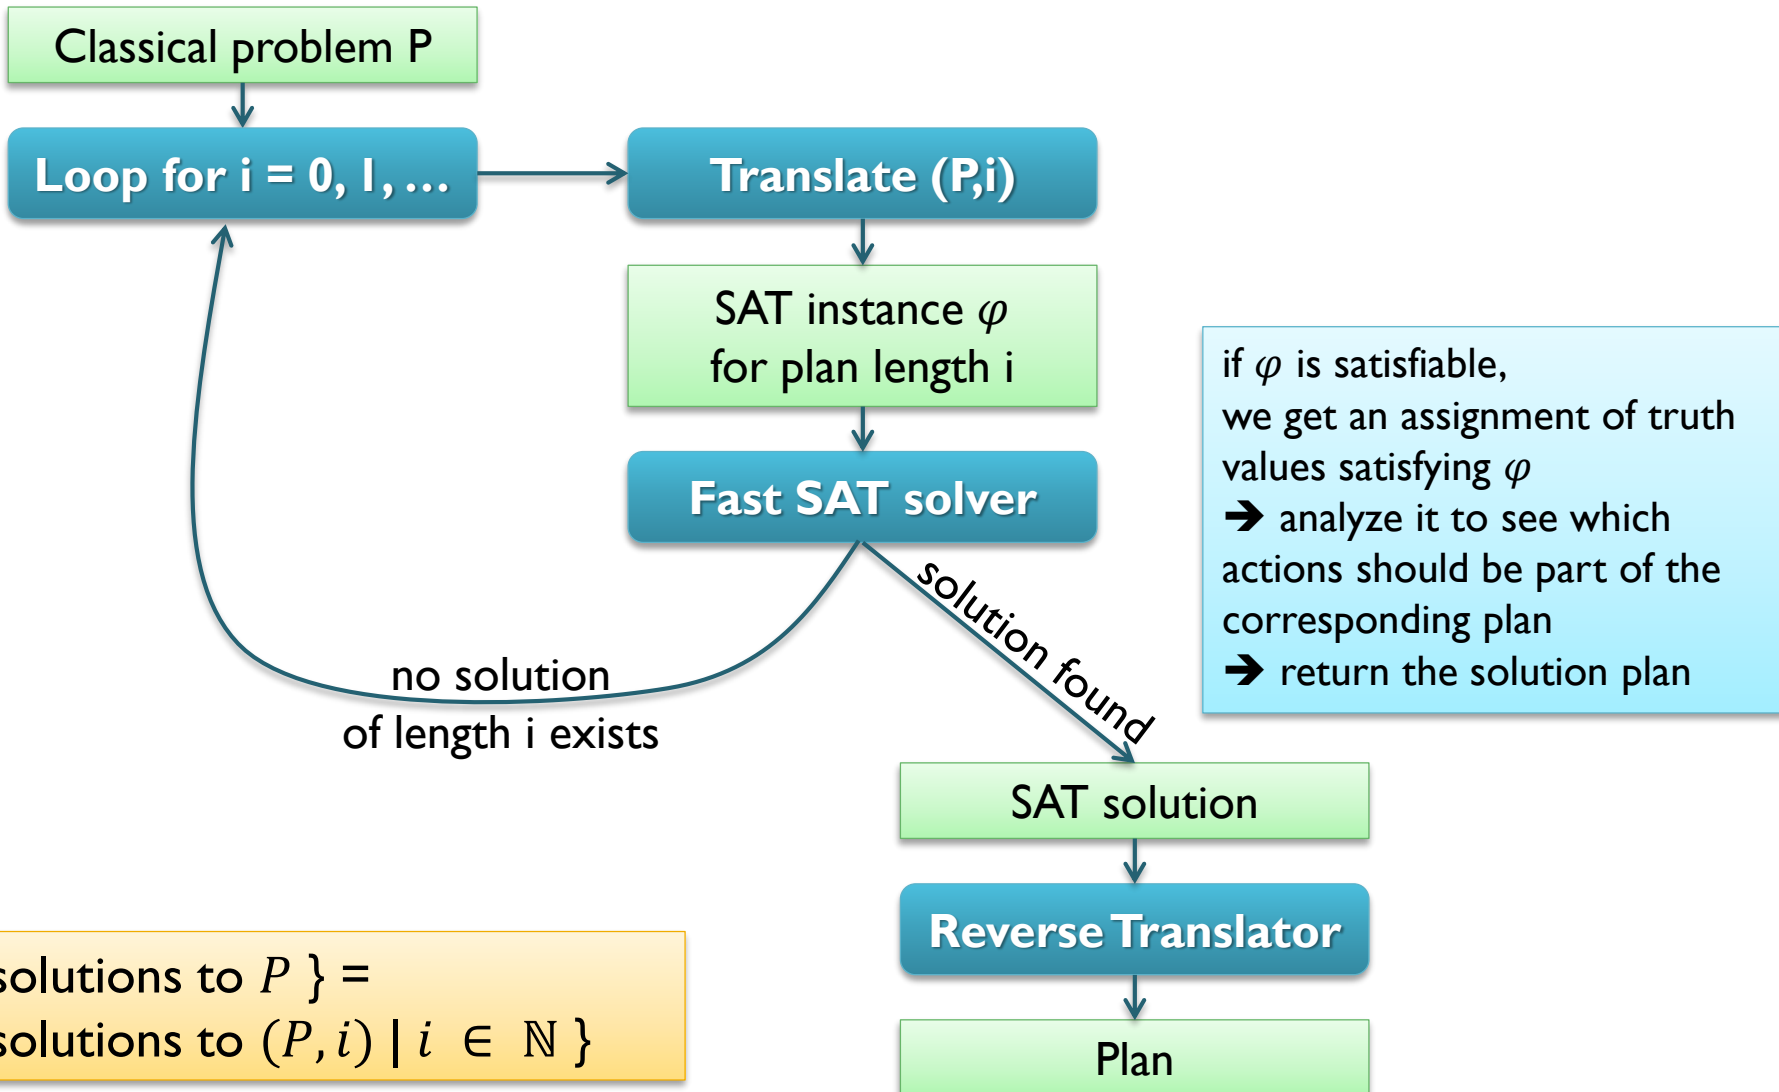 Classical problem P
Loop for i = 0, 1, …
Translate (P,i)
SAT instance φ
for plan length i
Fast SAT solver
if φ is satisfiable,
we get an assignment of truth
values satisfying φ
➔ analyze it to see which
actions should be part of the
corresponding plan
➔ return the solution plan
no solution
of length i exists
solution found
SAT solution
Reverse Translator
Plan
solutions to P } =
solutions to (P, i) | i ∈ ℕ }